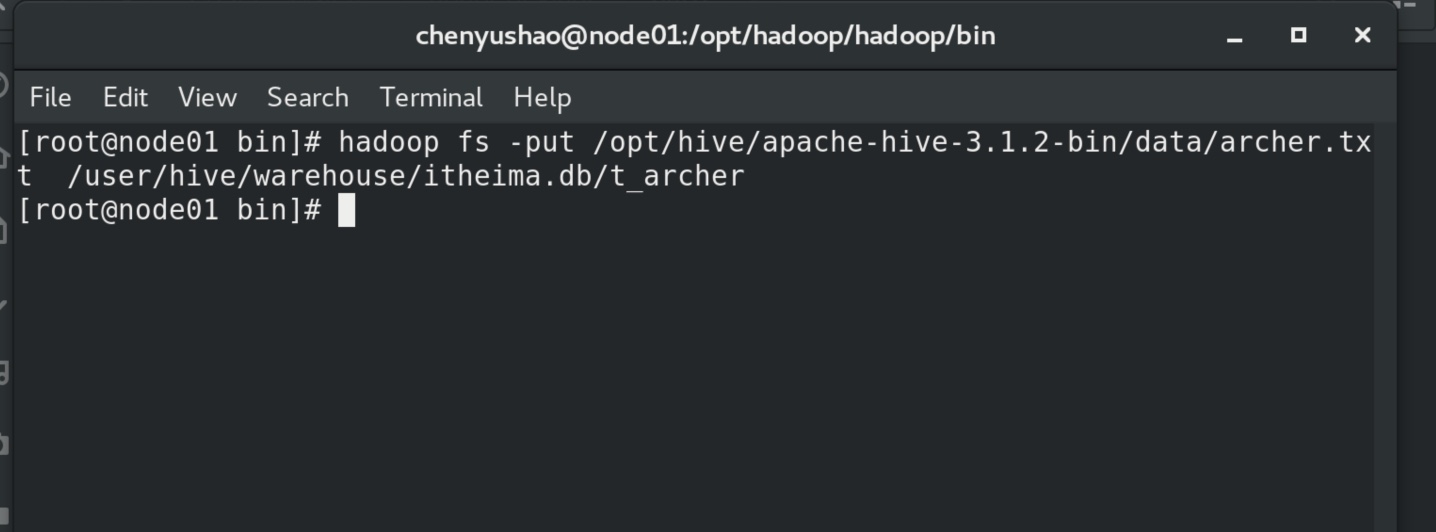 chenyushao@node01:/opt/hadoop/hadoop/bin
File Edit View Search Terminal Help
[root@node01 bin]# hadoop fs -put /opt/hive/apache-hive-3.1.2-bin/data/archer.tx
t  /user/hive/warehouse/itheima.db/t_archer
[root@node01 bin]#